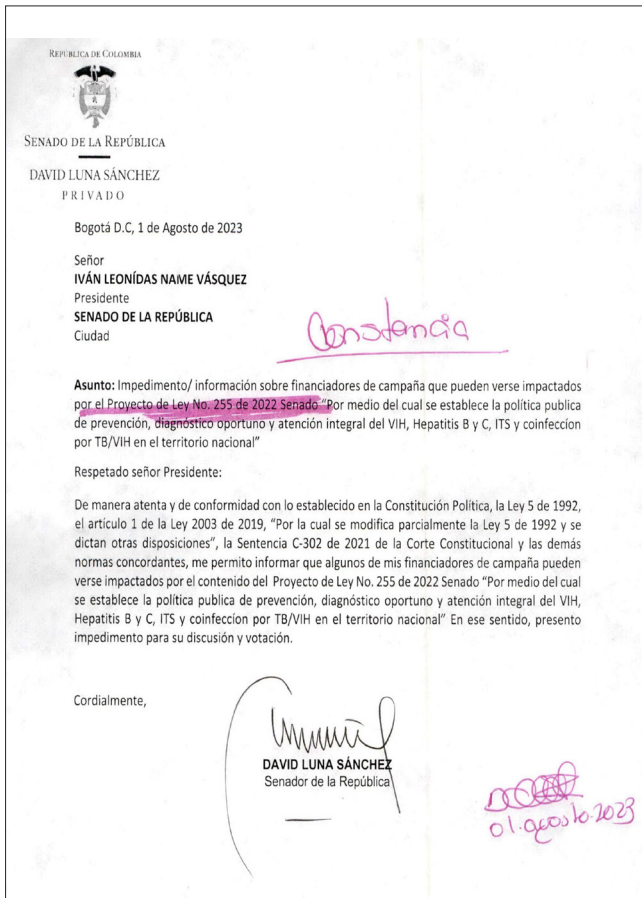 REPÚBLICA DE COLOMBIA
SENADO DE LA REPÚBLICA
DAVID LUNA SÁNCHEZ
PRIVADO
Bogotá D.C, 1 de Agosto de 2023
Señor
IVÁN LEONÍDAS NAME VÁSQUEZ
Presidente
SENADO DE LA REPÚBLICA
Ciudad
Constancia
Asunto: Impedimento/ información sobre financiadores de campaña que pueden verse impactados
por el Proyecto de Ley No. 255 de 2022 Senado "Por medio del cual se establece la política publica
de prevención, diagnóstico oportuno y atención integral del VIH, Hepatitis B y C, ITS y coinfeccíon
por TB/VIH en el territorio nacional"
Respetado señor Presidente:
De manera atenta y de conformidad con lo establecido en la Constitución Política, la Ley 5 de 1992,
el artículo 1 de la Ley 2003 de 2019, "Por la cual se modifica parcialmente la Ley 5 de 1992 y se
dictan otras disposiciones", la Sentencia C-302 de 2021 de la Corte Constitucional y las demás
normas concordantes, me permito informar que algunos de mis financiadores de campaña pueden
verse impactados por el contenido del Proyecto de Ley No. 255 de 2022 Senado "Por medio del cual
se establece la política publica de prevención, diagnóstico oportuno y atención integral del VIH,
Hepatitis B y C, ITS y coinfeccíon por TB/VIH en el territorio nacional" En ese sentido, presento
impedimento para su discusión y votación.
Cordialmente,
DAVID LUNA SÁNCHEZ
Senador de la República
01.agosto.2023